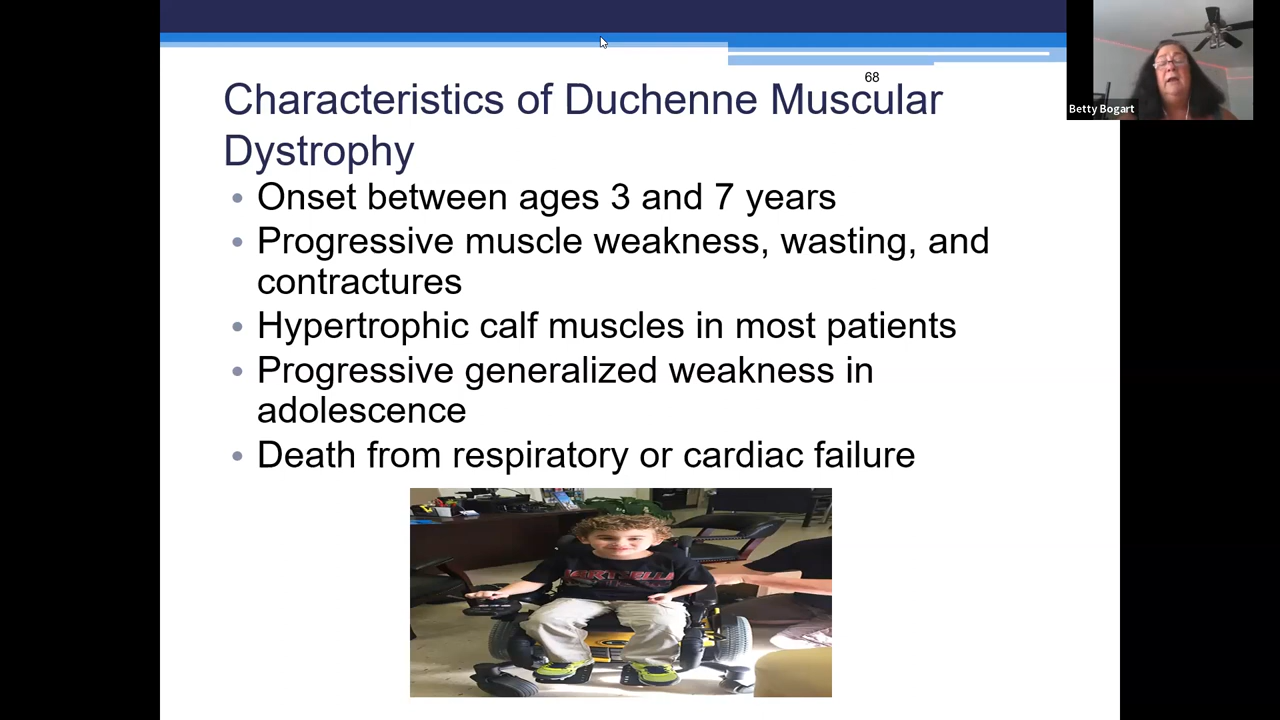 68
Characteristics of Duchenne Muscular
Dystrophy
• Onset between ages 3 and 7 years
• Progressive muscle weakness, wasting, and
contractures
• Hypertrophic calf muscles in most patients
• Progressive generalized weakness in
adolescence
• Death from respiratory or cardiac failure
Betty Bogart